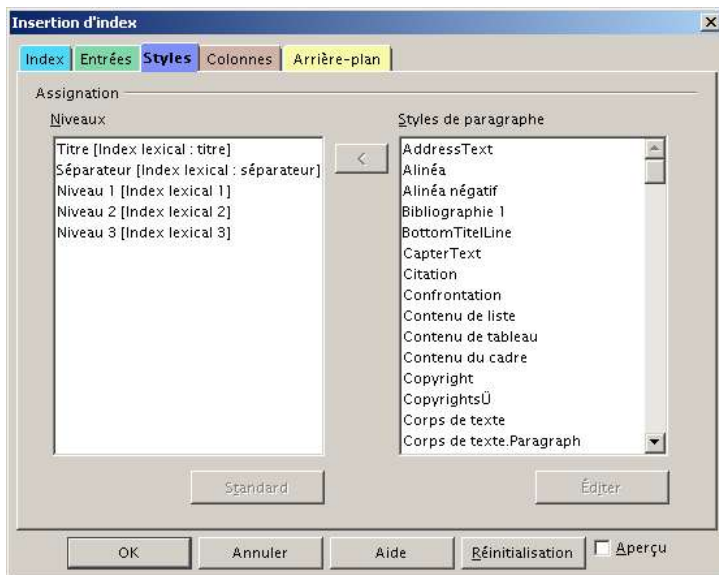 Insertion d'index
Index Entrées Styles Colonnes Arrière-plan
Assignation
Niveaux
Titre [Index lexical : titre]
Séparateur [Index lexical : séparateur]
Niveau 1 [Index lexical 1]
Niveau 2 [Index lexical 2]
Niveau 3 [Index lexical 3]
<
Styles de paragraphe
AddressText
Alinéa
Alinéa négatif
Bibliographie 1
BottomTitelLine
CapterText
Citation
Confrontation
Contenu de liste
Contenu de tableau
Contenu du cadre
Copyright
CopyrightsÜ
Corps de texte
Corps de texte.Paragraph
Standard
Éditer
OK Annuler Aide Réinitialisation Aperçu